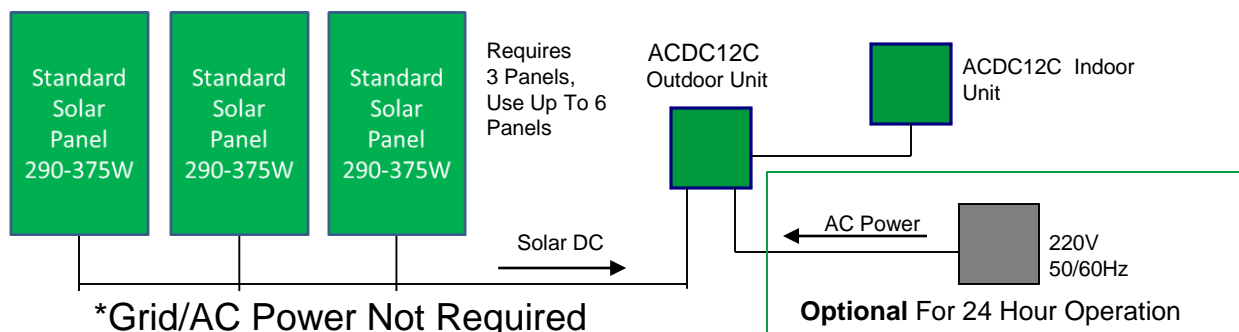 Standard
Solar
Panel
290-375W
Standard
Solar
Panel
290-375W
Standard
Solar
Panel
290-375W
Requires
3 Panels,
Use Up To 6
Panels
ACDC12C
Outdoor Unit
ACDC12C Indoor
Unit
Solar DC
AC Power
220V
50/60Hz
*Grid/AC Power Not Required
Optional For 24 Hour Operation